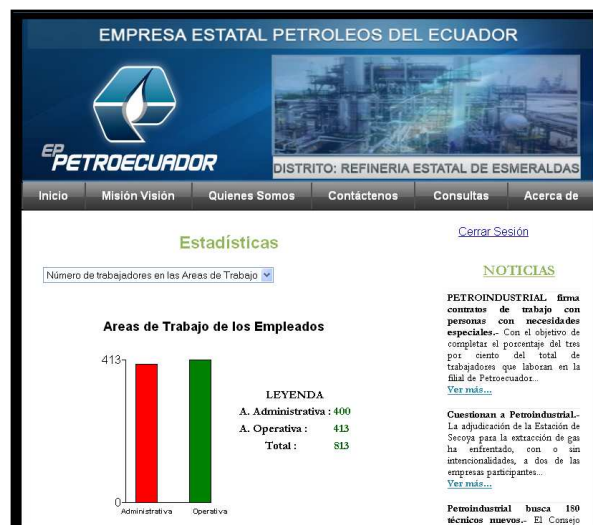 EMPRESA ESTATAL PETROLEOS DEL ECUADOR
EP PETROECUADOR
DISTRITO: REFINERIA ESTATAL DE ESMERALDAS
Inicio Misión Visión Quienes Somos Contáctenos Consultas Acerca de
Estadísticas
Número de trabajadores en las Areas de Trabajo
Areas de Trabajo de los Empleados
413
0
Administrativa Operativa
LEYENDA
A. Administrativa : 400
A. Operativa : 413
Total : 813
Cerrar Sesión
NOTICIAS
PETROINDUSTRIAL firma
contratos de trabajo con
personas con necesidades
especiales.- Con el objetivo de
completar el porcentaje del tres
por ciento del total de
trabajadores que laboran en la
filial de Petroecuador...
Ver más...
Cuestionan a Petroindustrial.-
La adjudicación de la Estación de
Secoya para la extracción de gas
ha enfrentado, con o sin
intencionalidades, a dos de las
empresas participantes...
Ver más...
Petroindustrial busca 180
técnicos nuevos.- El Consejo